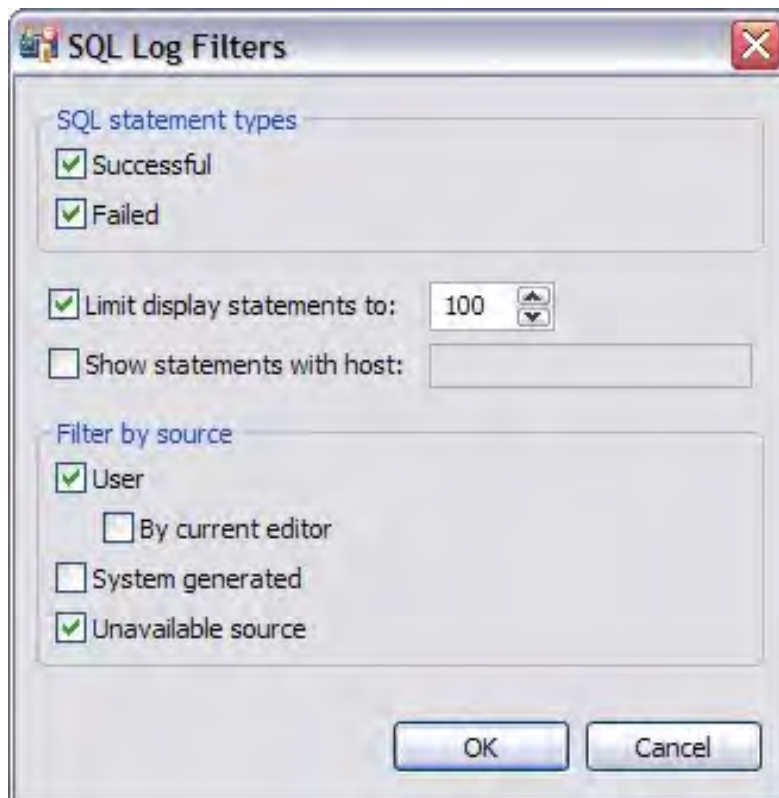 SQL Log Filters
SQL statement types
Successful
Failed
Limit display statements to: 100
Show statements with host:
Filter by source
User
By current editor
System generated
Unavailable source
OK Cancel